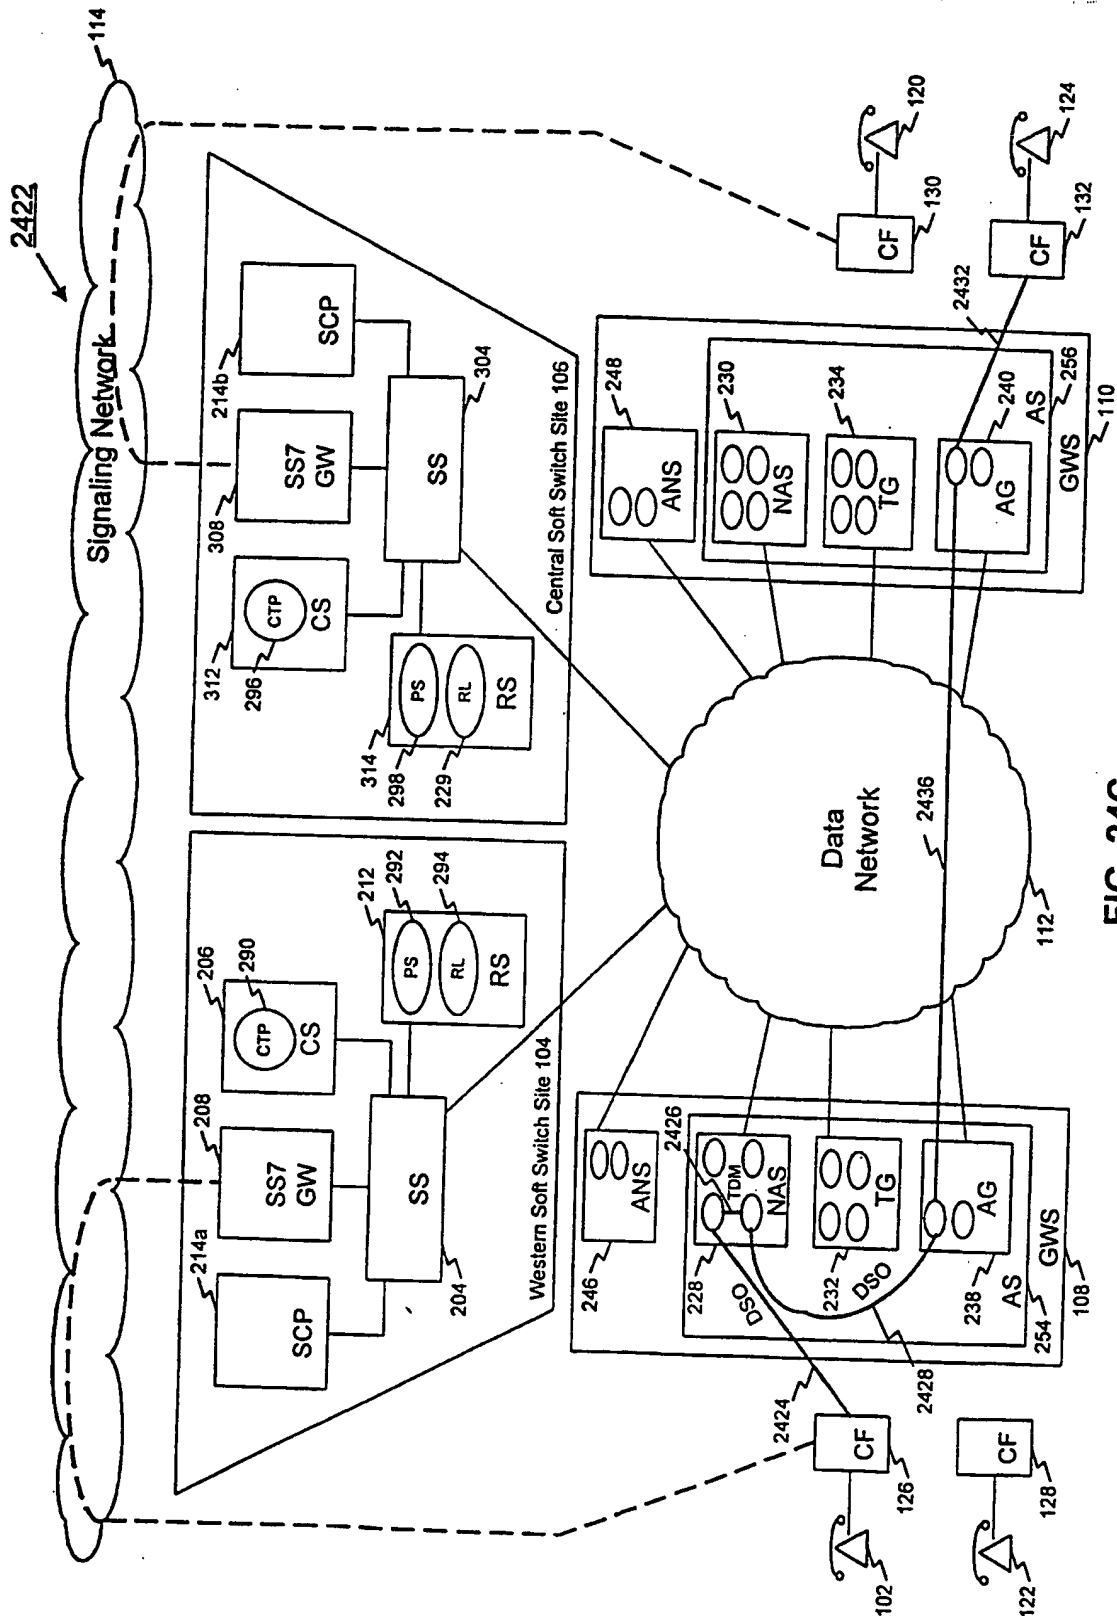 2422
114
Signaling Network
214a
SCP
208
SS7
GW
206
290
CTP
CS
SS
204
212
292
PS
294
RL
RS
Western Soft Switch Site 104
312
296
CTP
CS
308
SS7
GW
214b
SCP
SS
304
314
298
PS
229
RL
RS
Central Soft Switch Site 106
246
ANS
2426
228
TDM
NAS
DSO
232
TG
DSO
238
AG
AS
254
GWS
108
2424
2428
102
CF
126
122
CF
128
Data
Network
112
2436
248
ANS
230
NAS
234
TG
240
AG
AS
256
GWS
110
2432
120
CF
130
124
CF
132